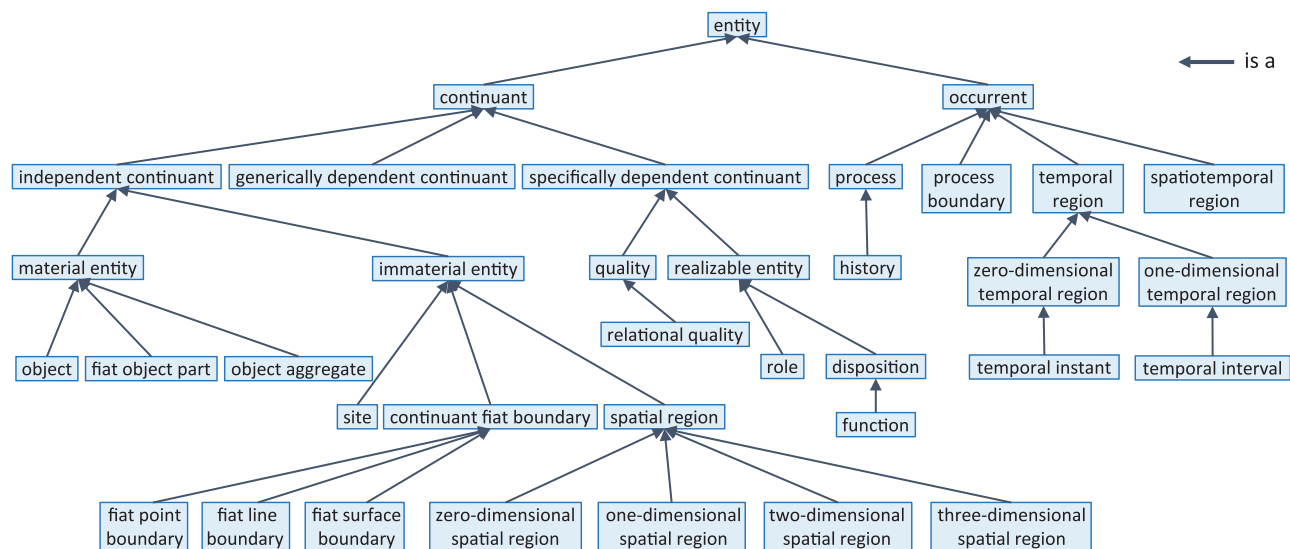 entity
is a
continuant
occurrent
independent continuant
generically dependent continuant
specifically dependent continuant
process
process
boundary
temporal
region
spatiotemporal
region
material entity
immaterial entity
quality
realizable entity
history
zero-dimensional
temporal region
one-dimensional
temporal region
relational quality
object
fiat object part
object aggregate
role
disposition
temporal instant
temporal interval
site
continuant fiat boundary
spatial region
function
fiat point
boundary
fiat line
boundary
fiat surface
boundary
zero-dimensional
spatial region
one-dimensional
spatial region
two-dimensional
spatial region
three-dimensional
spatial region